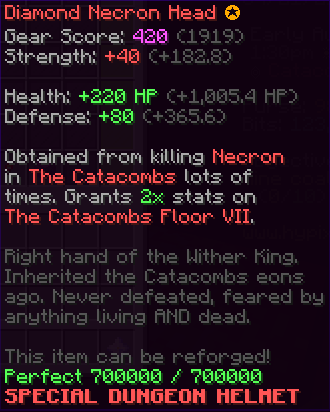 Diamond Necron Head ✪
Gear Score: 420 (1919)
Strength: +40 (+182.8)
Health: +220 HP (+1,005.4 HP)
Defense: +80 (+365.6)
Obtained from killing Necron
in The Catacombs lots of
times. Grants 2x stats on
The Catacombs Floor VII.
Right hand of the Wither King.
Inherited the Catacombs eons
ago. Never defeated, feared by
anything living AND dead.
This item can be reforged!
Perfect 700000 / 700000
SPECIAL DUNGEON HELMET